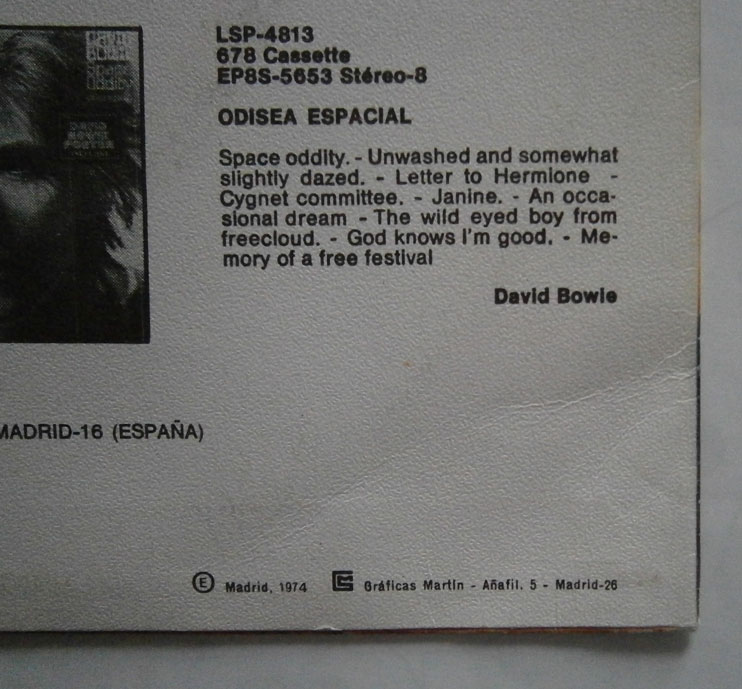 LSP-4813
678 Cassette
EP8S-5653 Stéreo-8
ODISEA ESPACIAL
Space oddity. - Unwashed and somewhat
slightly dazed. - Letter to Hermione -
Cygnet committee. - Janine. - An occa-
sional dream - The wild eyed boy from
freecloud. - God knows I'm good. - Me-
mory of a free festival
David Bowie
MADRID-16 (ESPAÑA)
Ⓔ Madrid, 1974 Gráficas Martín - Añafil, 5 - Madrid-26